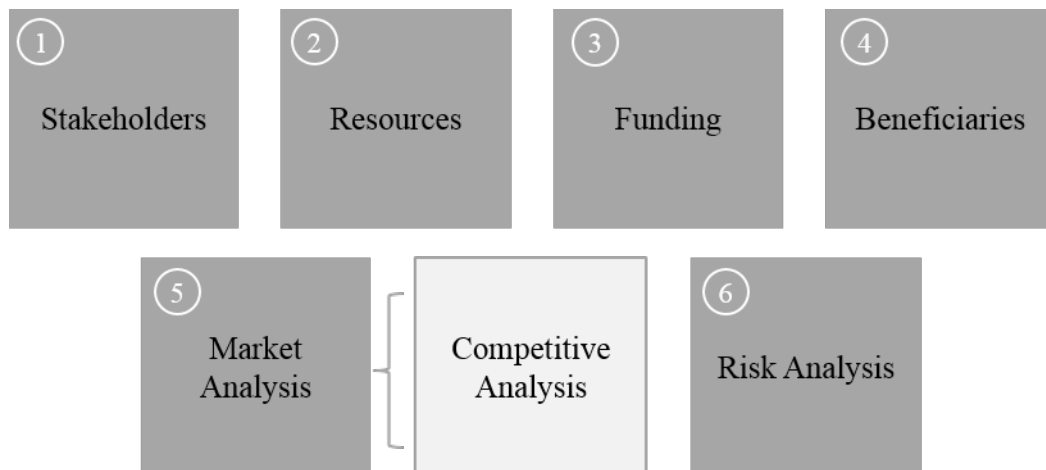 1
Stakeholders
2
Resources
3
Funding
4
Beneficiaries
5
Market
Analysis
Competitive
Analysis
6
Risk Analysis